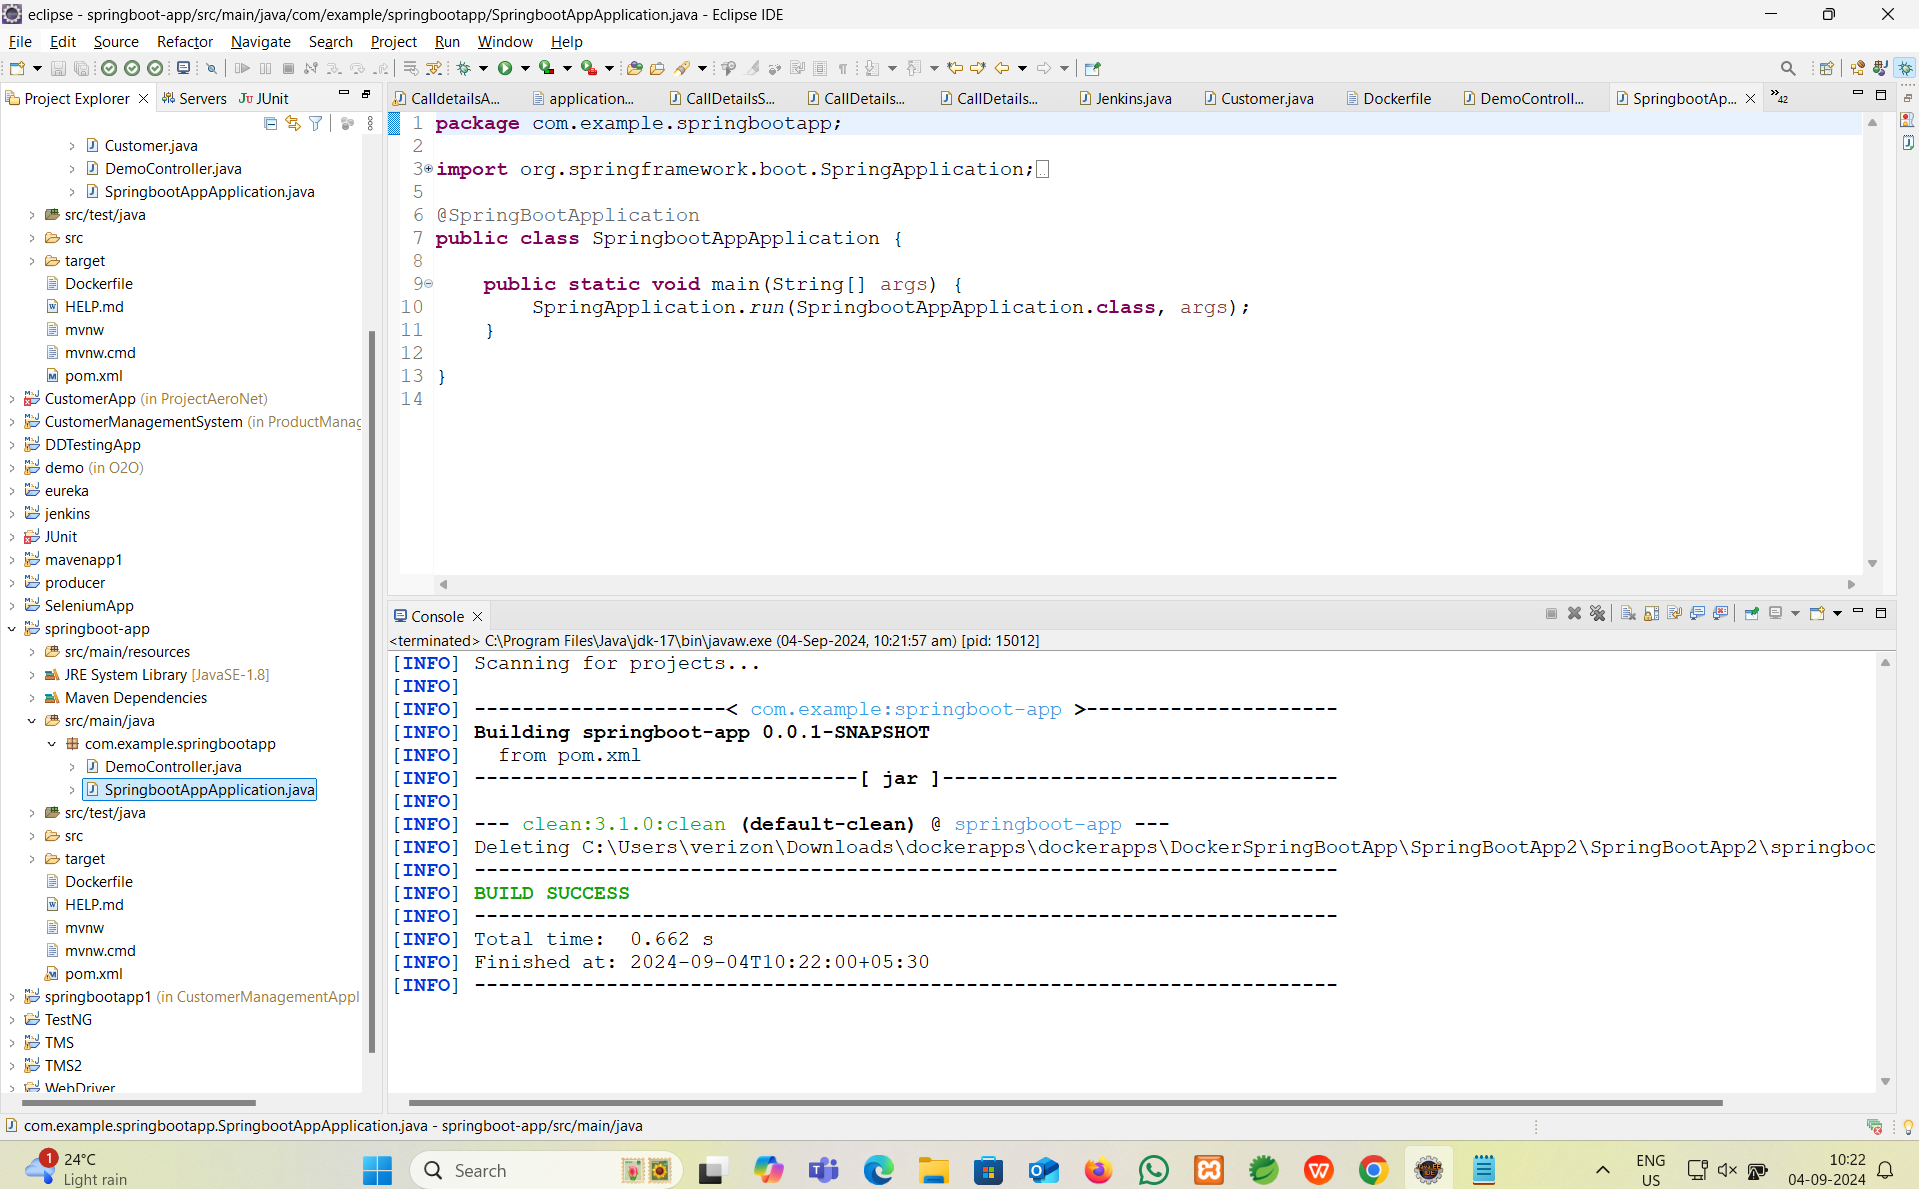 eclipse - springboot-app/src/main/java/com/example/springbootapp/SpringbootAppApplication.java - Eclipse IDE
File Edit Source Refactor Navigate Search Project Run Window Help
Project Explorer Servers JUnit
CalldetailsA... application... CallDetailsS... CallDetails... CallDetails... Jenkins.java Customer.java Dockerfile DemoControll... SpringbootAp... 42
Customer.java
DemoController.java
SpringbootAppApplication.java
src/test/java
src
target
Dockerfile
HELP.md
mvnw
mvnw.cmd
pom.xml
CustomerApp (in ProjectAeroNet)
CustomerManagementSystem (in ProductManag
DDTestingApp
demo (in O2O)
eureka
jenkins
JUnit
mavenapp1
producer
SeleniumApp
springboot-app
src/main/resources
JRE System Library [JavaSE-1.8]
Maven Dependencies
src/main/java
com.example.springbootapp
DemoController.java
SpringbootAppApplication.java
src/test/java
src
target
Dockerfile
HELP.md
mvnw
mvnw.cmd
pom.xml
springbootapp1 (in CustomerManagementAppl
TestNG
TMS
TMS2
WebDriver
1 package com.example.springbootapp;
2
3 import org.springframework.boot.SpringApplication;
5
6 @SpringBootApplication
7 public class SpringbootAppApplication {
8
9 public static void main(String[] args) {
10 SpringApplication.run(SpringbootAppApplication.class, args);
11 }
12
13 }
14
Console
<terminated> C:\Program Files\Java\jdk-17\bin\javaw.exe (04-Sep-2024, 10:21:57 am) [pid: 15012]
[INFO] Scanning for projects...
[INFO]
[INFO] ---------------------< com.example:springboot-app >---------------------
[INFO] Building springboot-app 0.0.1-SNAPSHOT
[INFO] from pom.xml
[INFO] --------------------------------[ jar ]---------------------------------
[INFO]
[INFO] --- clean:3.1.0:clean (default-clean) @ springboot-app ---
[INFO] Deleting C:\Users\verizon\Downloads\dockerapps\dockerapps\DockerSpringBootApp\SpringBootApp2\SpringBootApp2\springboo
[INFO] ------------------------------------------------------------------------
[INFO] BUILD SUCCESS
[INFO] ------------------------------------------------------------------------
[INFO] Total time: 0.662 s
[INFO] Finished at: 2024-09-04T10:22:00+05:30
[INFO] ------------------------------------------------------------------------
com.example.springbootapp.SpringbootAppApplication.java - springboot-app/src/main/java
1
24°C
Light rain
Search
ENG
US
10:22
04-09-2024